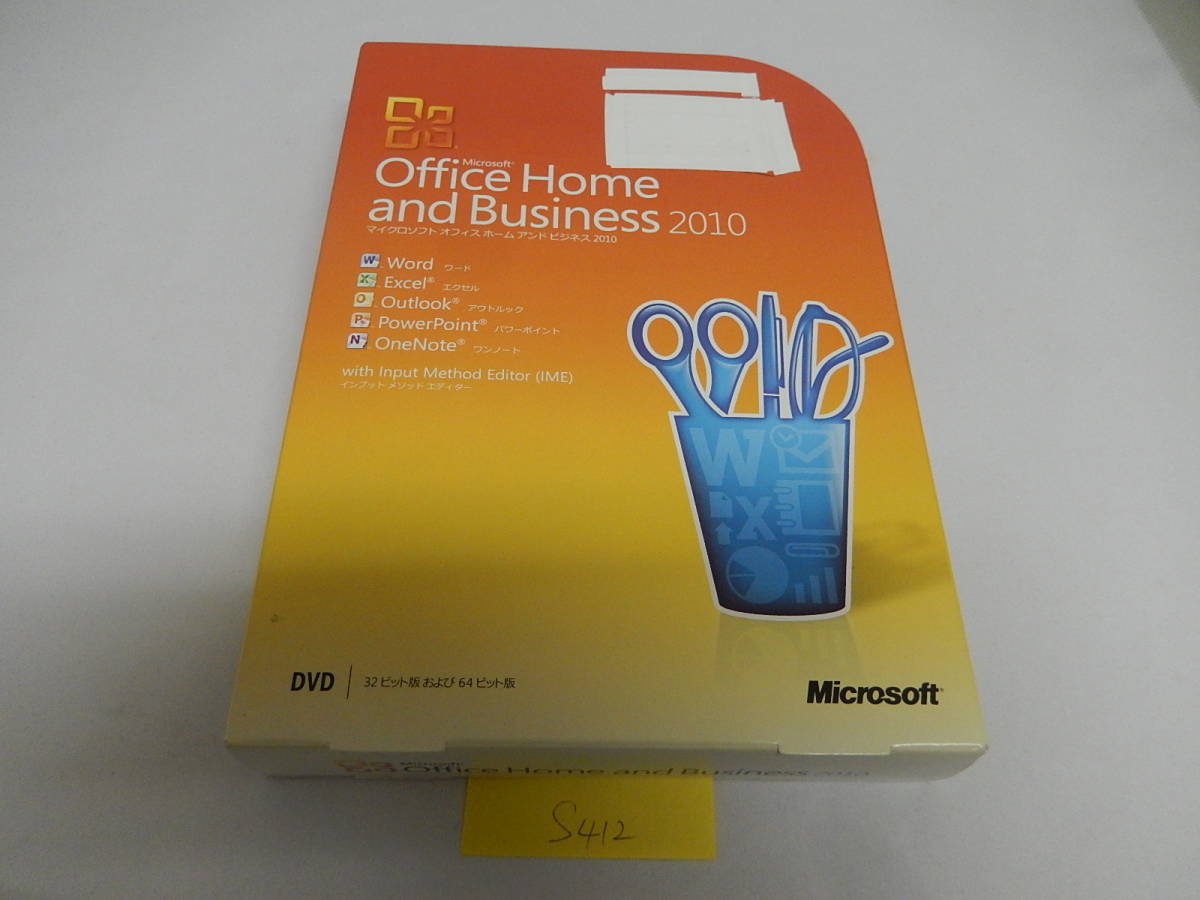 Microsoft®
Office Home
and Business 2010
マイクロソフト オフィス ホーム アンド ビジネス 2010
Word ワード
Excel® エクセル
Outlook® アウトルック
PowerPoint® パワーポイント
OneNote® ワンノート
with Input Method Editor (IME)
インプット メソッド エディター
W
X
DVD
32 ビット版 および 64 ビット版
Microsoft®
Microsoft®
Office Home and Business 2010
S412